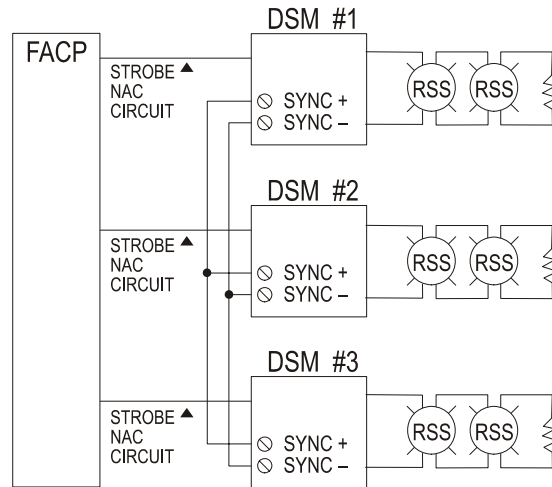 DSM #1
FACP
STROBE ▲
NAC
CIRCUIT
SYNC +
SYNC –
RSS RSS
DSM #2
STROBE ▲
NAC
CIRCUIT
SYNC +
SYNC –
RSS RSS
DSM #3
STROBE ▲
NAC
CIRCUIT
SYNC +
SYNC –
RSS RSS